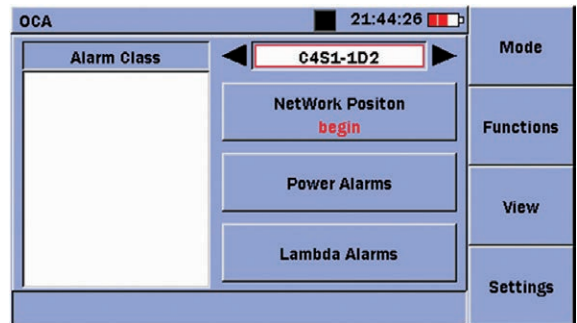 OCA
21:44:26
Alarm Class
C4S1-1D2
NetWork Positon
begin
Power Alarms
Lambda Alarms
Mode
Functions
View
Settings